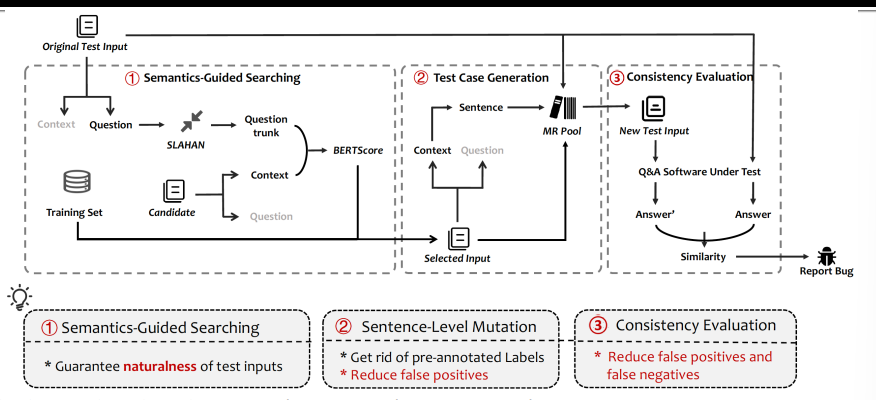 Original Test Input
① Semantics-Guided Searching
Context
Question
SLAHAN
Question
trunk
BERTScore
Context
Training Set
Candidate
Question
② Test Case Generation
Sentence
MR Pool
Context
Question
Selected Input
③ Consistency Evaluation
New Test Input
Q&A Software Under Test
Answer'
Answer
Similarity
Report Bug
① Semantics-Guided Searching
* Guarantee naturalness of test inputs
② Sentence-Level Mutation
* Get rid of pre-annotated Labels
* Reduce false positives
③ Consistency Evaluation
* Reduce false positives and
false negatives